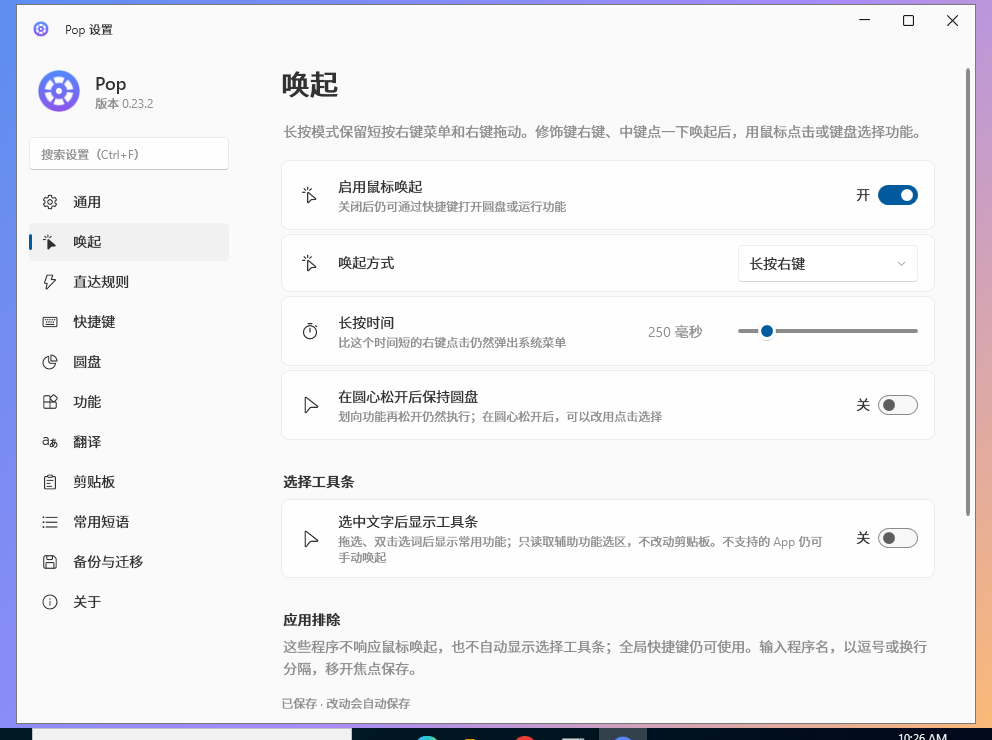 Pop 设置
Pop
版本 0.23.2
搜索设置（Ctrl+F）
通用
唤起
直达规则
快捷键
圆盘
功能
翻译
剪贴板
常用短语
备份与迁移
关于
唤起
长按模式保留短按右键菜单和右键拖动。修饰键右键、中键点一下唤起后，用鼠标点击或键盘选择功能。
启用鼠标唤起
关闭后仍可通过快捷键打开圆盘或运行功能
开
唤起方式
长按右键
长按时间
比这个时间短的右键点击仍然弹出系统菜单
250 毫秒
在圆心松开后保持圆盘
划向功能再松开仍然执行；在圆心松开后，可以改用点击选择
关
选择工具条
选中文字后显示工具条
拖选、双击选词后显示常用功能；只读取辅助功能选区，不改动剪贴板。不支持的 App 仍可
手动唤起
关
应用排除
这些程序不响应鼠标唤起，也不自动显示选择工具条；全局快捷键仍可使用。输入程序名，以逗号或换行
分隔，移开焦点保存。
已保存 · 改动会自动保存
10:26 AM